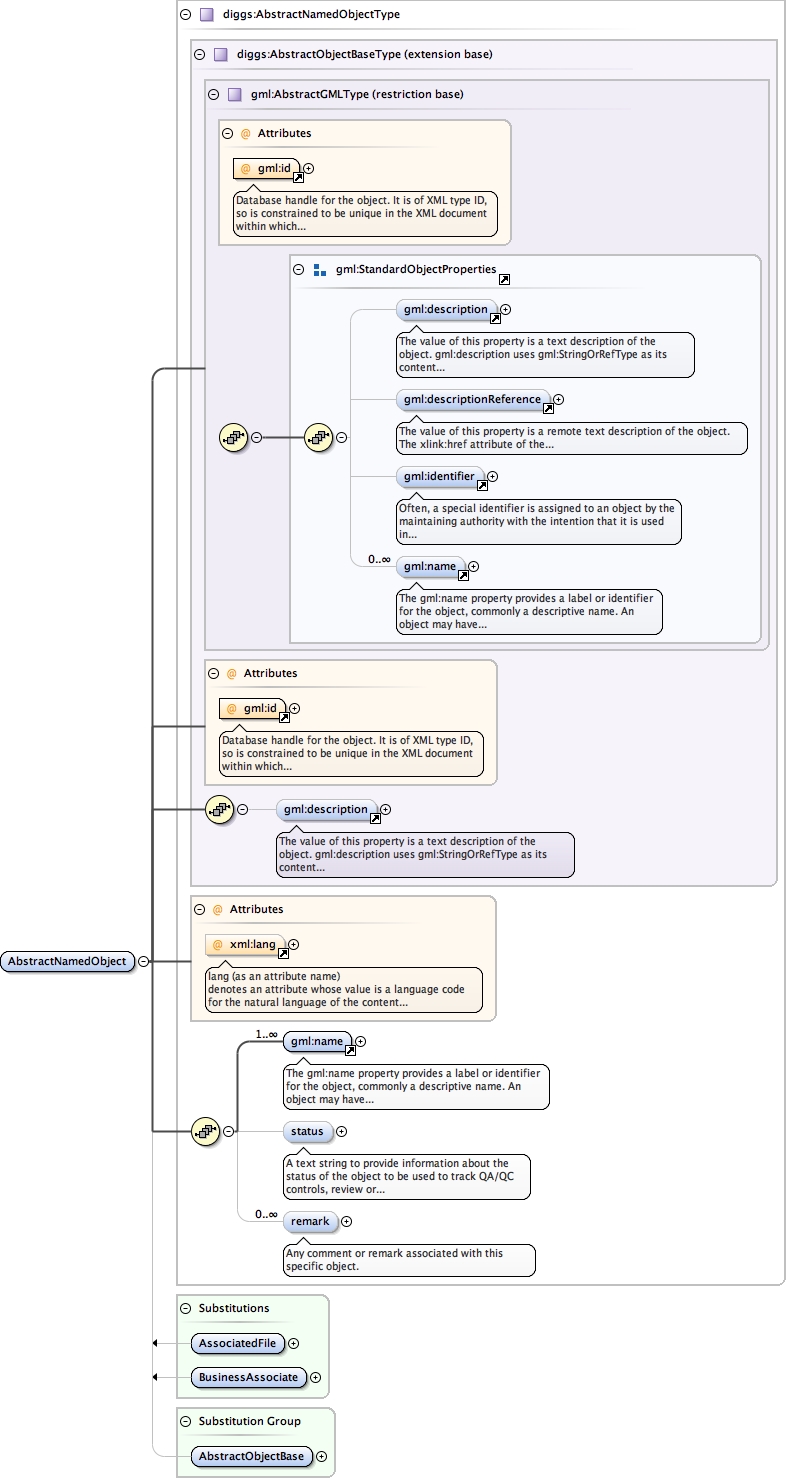 diggs:AbstractNamedObjectType
diggs:AbstractObjectBaseType (extension base)
gml:AbstractGMLType (restriction base)
@ Attributes
@ gml:id
Database handle for the object. It is of XML type ID,
so is constrained to be unique in the XML document
within which...
gml:StandardObjectProperties
gml:description
The value of this property is a text description of the
object. gml:description uses gml:StringOrRefType as its
content...
gml:descriptionReference
The value of this property is a remote text description of the object.
The xlink:href attribute of the...
gml:identifier
Often, a special identifier is assigned to an object by the
maintaining authority with the intention that it is used
in...
0..∞
gml:name
The gml:name property provides a label or identifier
for the object, commonly a descriptive name. An
object may have...
@ Attributes
@ gml:id
Database handle for the object. It is of XML type ID,
so is constrained to be unique in the XML document
within which...
gml:description
The value of this property is a text description of the
object. gml:description uses gml:StringOrRefType as its
content...
@ Attributes
@ xml:lang
lang (as an attribute name)
denotes an attribute whose value is a language code
for the natural language of the content...
AbstractNamedObject
1..∞
gml:name
The gml:name property provides a label or identifier
for the object, commonly a descriptive name. An
object may have...
status
A text string to provide information about the
status of the object to be used to track QA/QC
controls, review or...
0..∞
remark
Any comment or remark associated with this
specific object.
Substitutions
AssociatedFile
BusinessAssociate
Substitution Group
AbstractObjectBase